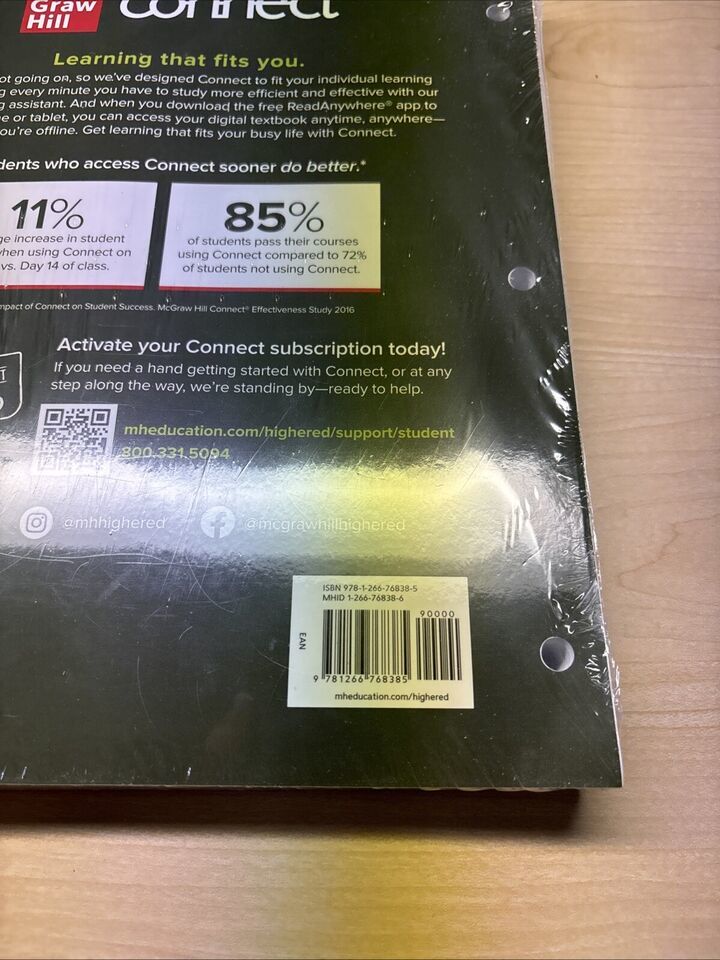 Graw
Hill
connect
Learning that fits you.
ot going on, so we've designed Connect to fit your individual learning
g every minute you have to study more efficient and effective with our
g assistant. And when you download the free ReadAnywhere® app to
e or tablet, you can access your digital textbook anytime, anywhere—
ou're offline. Get learning that fits your busy life with Connect.
dents who access Connect sooner do better.*
11%
ge increase in student
when using Connect on
vs. Day 14 of class.
85%
of students pass their courses
using Connect compared to 72%
of students not using Connect.
mpact of Connect on Student Success. McGraw Hill Connect® Effectiveness Study 2016
Activate your Connect subscription today!
If you need a hand getting started with Connect, or at any
step along the way, we're standing by—ready to help.
mheducation.com/highered/support/student
800.331.5094
@mhhighered
@mcgrawhillhighered
ISBN 978-1-266-76838-5
MHID 1-266-76838-6
90000
EAN
9 781266 768385
mheducation.com/highered